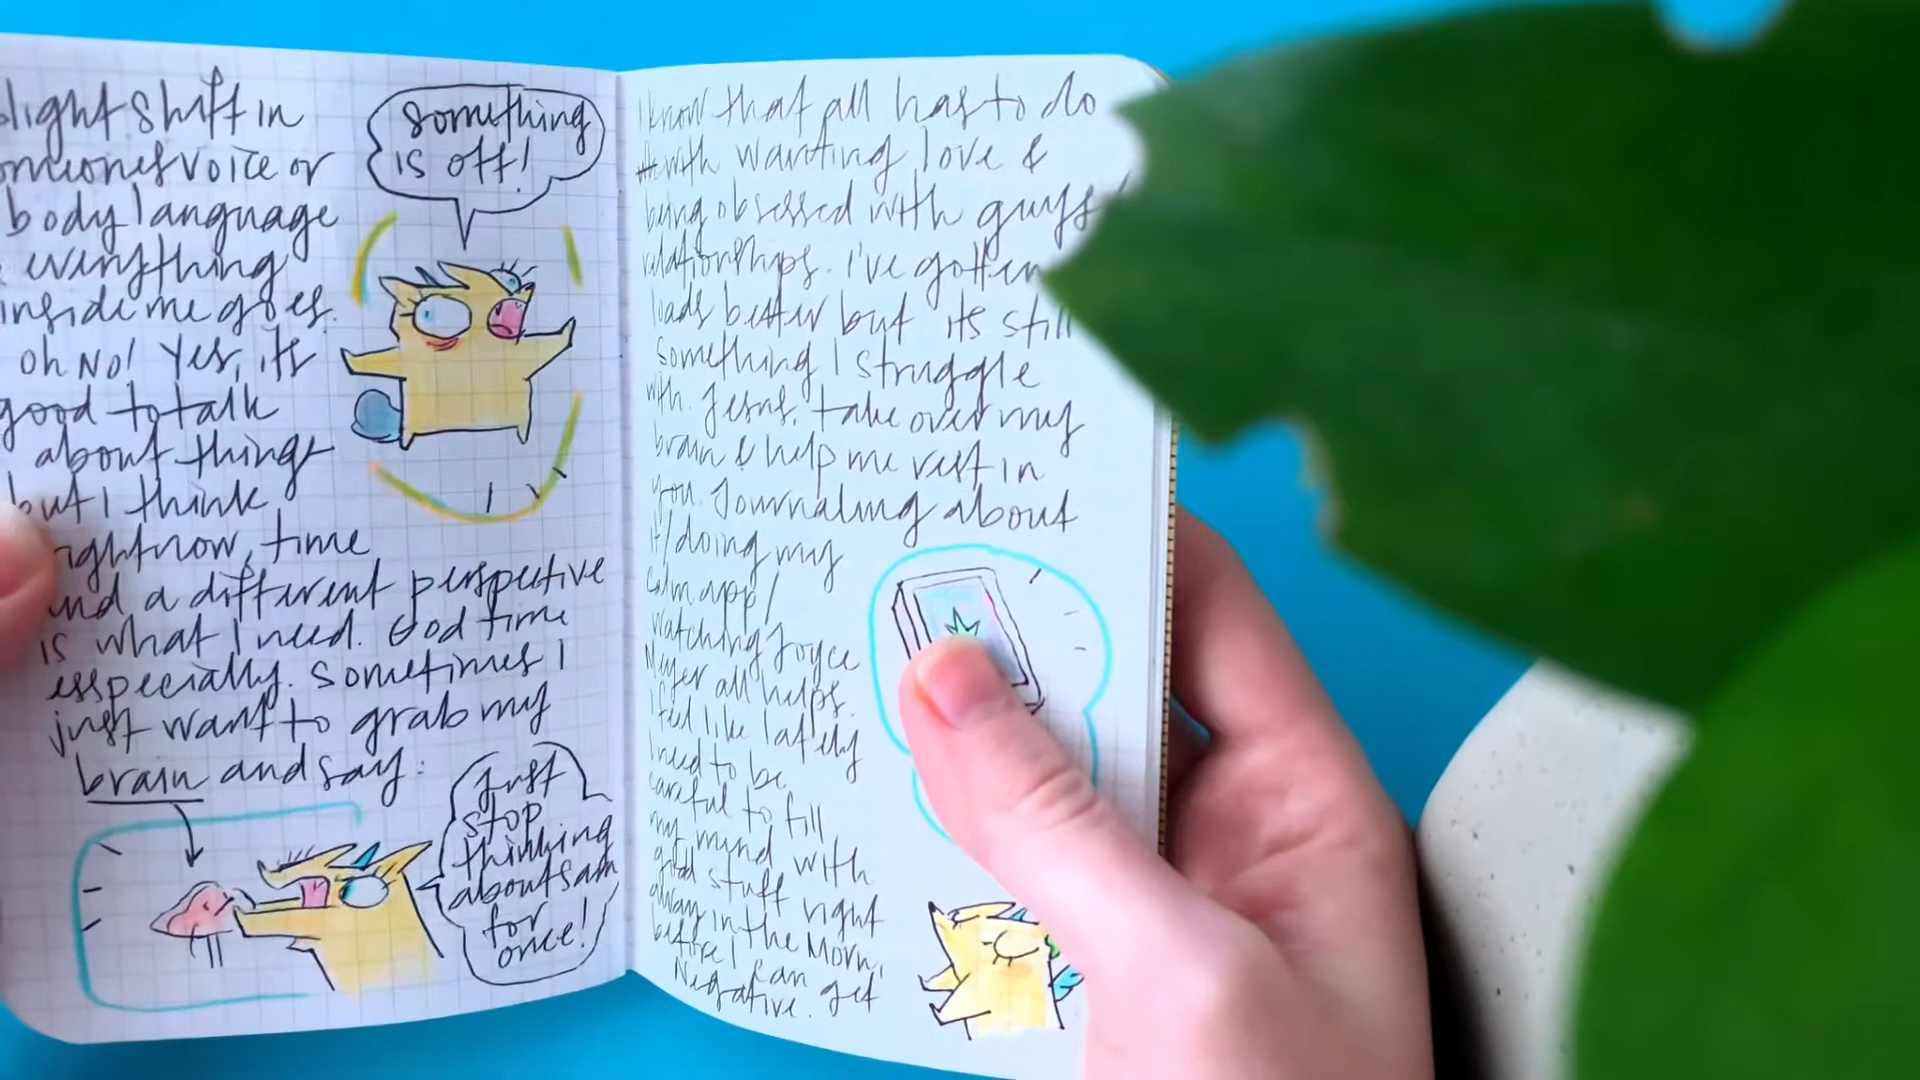 slight shift in
someones voice or
body language
& everything
inside me goes.
oh No! Yes, its
good to talk
about things
but I think
right now, time
and a different perspective
is what I need. God time
esspecially. Sometimes I
just want to grab my
brain and say:
something
is off!
Just
stop
thinking
about Sam
for
once!
I know that all has to do
with wanting love &
being obsessed with guys/
relationships. I've gotten
loads better but its still
something I struggle
with. Jesus, take over my
brain & help me rest in
you. Journaling about
it/doing my
calm app/
watching Joyce
Meyer all helps.
I feel like lately
I need to be
careful to fill
my mind with
good stuff right
away in the Morn,
before I can get
Negative.